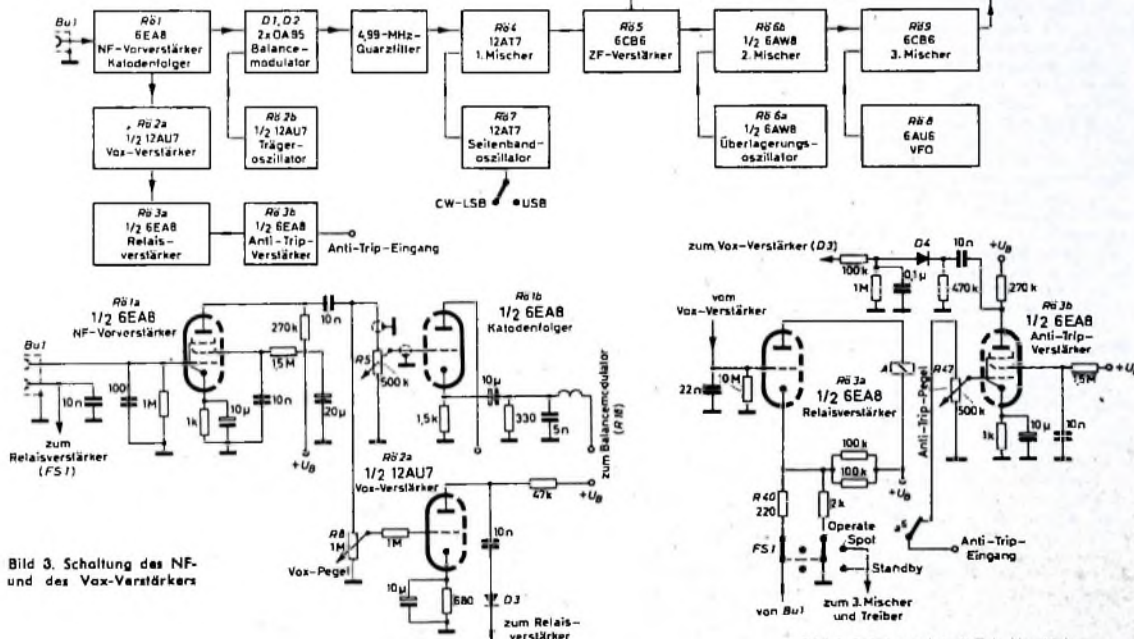 Bu1
Rö1
6EA8
NF-Vorverstärker
Katodenfolger
D1, D2
2x OA95
Balance-
modulator
4,99-MHz-
Quarzfilter
Rö4
12AT7
1. Mischer
Rö5
6CB6
ZF-Verstärker
Rö6b
1/2 6AW8
2. Mischer
Rö9
6CB6
3. Mischer
Rö2a
1/2 12AU7
Vox-Verstärker
Rö2b
1/2 12AU7
Träger-
oszillator
Rö7
12AT7
Seitenband-
oszillator
Rö6a
1/2 6AW8
Überlagerungs-
oszillator
Rö8
6AU6
VFO
CW-LSB
USB
Rö3a
1/2 6EA8
Relais-
verstärker
Rö3b
1/2 6EA8
Anti-Trip-
Verstärker
Anti-Trip-Eingang
Rö1a
1/2 6EA8
NF-Vorverstärker
Bu1
10n
100
1M
1k
10µ
10n
1,5M
270k
20µ
+UB
10n
zum
Relaisverstärker
(FS1)
R5
500k
Rö1b
1/2 6EA8
Katodenfolger
10µ
1,5k
330
5n
zum Balancemodulator
(R18)
Rö2a
1/2 12AU7
Vox-Verstärker
47k
+UB
R8
1M
Vox-Pegel
1M
10µ
680
10n
D3
zum Relais-
verstärker
Bild 3. Schaltung des NF-
und des Vox-Verstärkers
zum Vox-Verstärker (D3)
100k
1M
0,1µ
D4
470k
10n
+UB
270k
Rö3b
1/2 6EA8
Anti-Trip-
Verstärker
vom
Vox-Verstärker
22n
10M
Rö3a
1/2 6EA8
Relaisverstärker
A
Anti-Trip-Pegel
R47
500k
1k
10µ
10n
1,5M
100k
100k
+UB
R40
220
2k
FS1
Operate
Spot
Standby
von Bu1
zum 3. Mischer
und Treiber
Anti-Trip-
Eingang